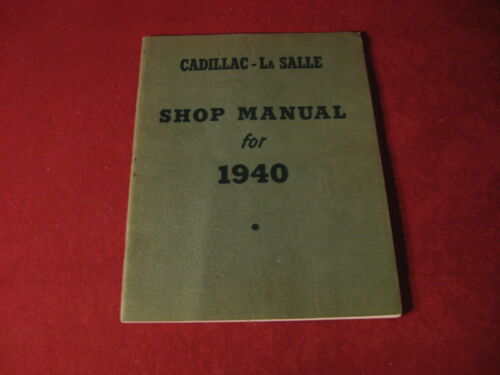 CADILLAC - LA SALLE
SHOP MANUAL
for
1940